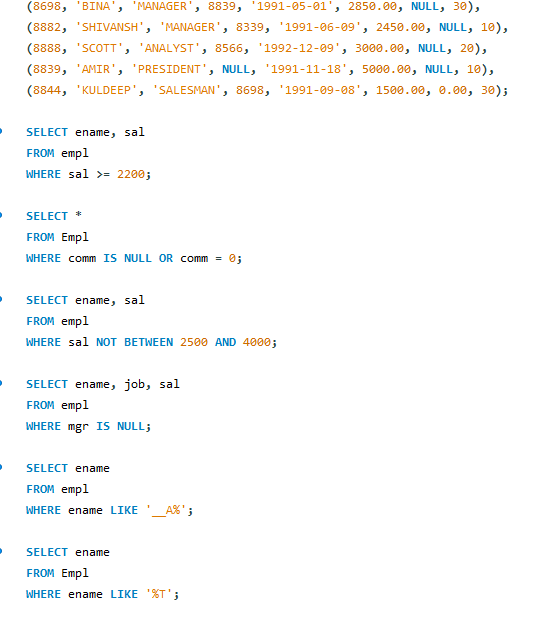 (8698, 'BINA', 'MANAGER', 8839, '1991-05-01', 2850.00, NULL, 30),
(8882, 'SHIVANSH', 'MANAGER', 8339, '1991-06-09', 2450.00, NULL, 10),
(8888, 'SCOTT', 'ANALYST', 8566, '1992-12-09', 3000.00, NULL, 20),
(8839, 'AMIR', 'PRESIDENT', NULL, '1991-11-18', 5000.00, NULL, 10),
(8844, 'KULDEEP', 'SALESMAN', 8698, '1991-09-08', 1500.00, 0.00, 30);
SELECT ename, sal
FROM empl
WHERE sal >= 2200;
SELECT *
FROM Empl
WHERE comm IS NULL OR comm = 0;
SELECT ename, sal
FROM empl
WHERE sal NOT BETWEEN 2500 AND 4000;
SELECT ename, job, sal
FROM empl
WHERE mgr IS NULL;
SELECT ename
FROM empl
WHERE ename LIKE '__A%';
SELECT ename
FROM Empl
WHERE ename LIKE '%T';